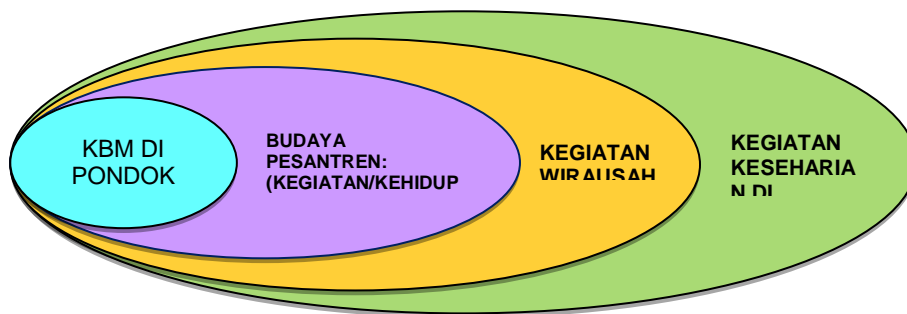 KBM DI
PONDOK
BUDAYA
PESANTREN:
(KEGIATAN/KEHIDUP
KEGIATAN
WIRAUSAH
KEGIATAN
KESEHARIA
N DI